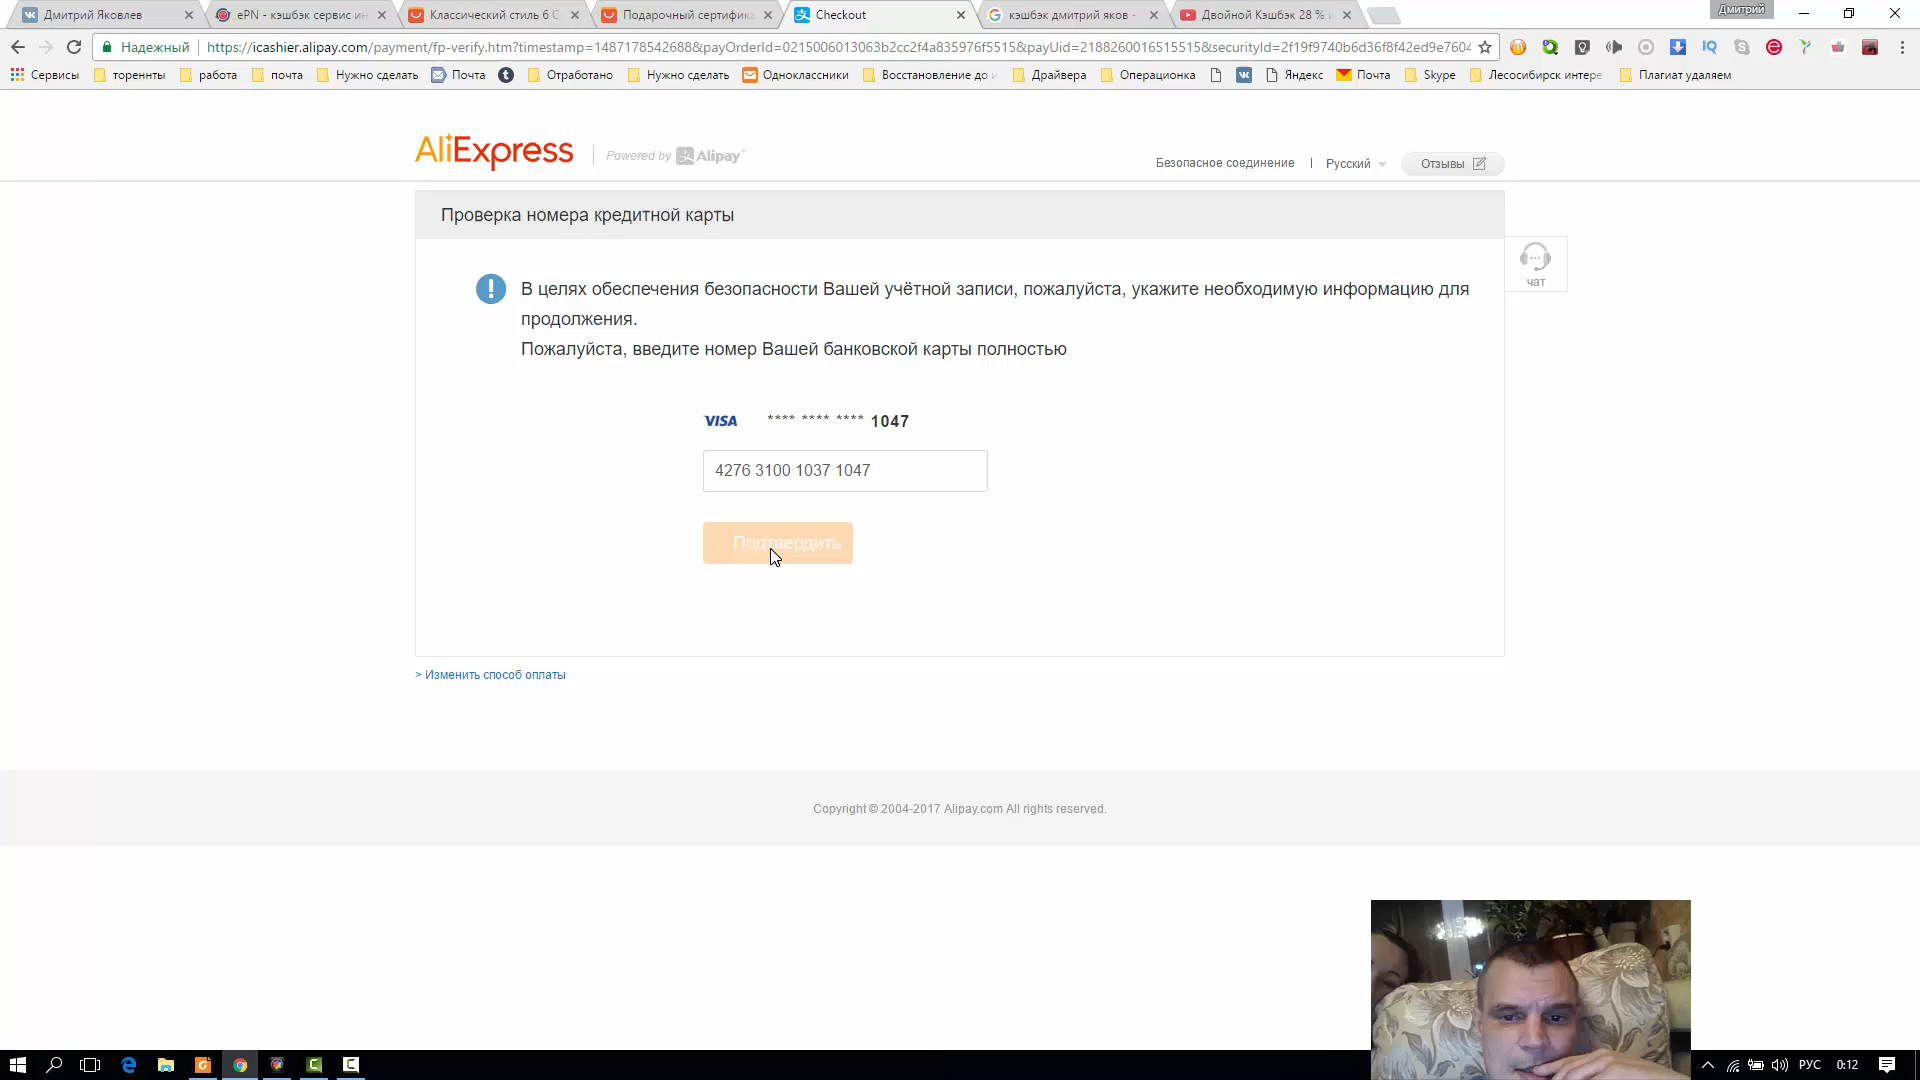 Дмитрий Яковлев
ePN - кэшбэк сервис ин
Классический стиль 6 C
Подарочный сертифика
Checkout
кэшбэк дмитрий яков -
Двойной Кэшбэк 28 %
Дмитрий
Надежный
https://icashier.alipay.com/payment/fp-verify.htm?timestamp=1487178542688&payOrderId=0215006013063b2cc2f4a835976f5515&payUid=2188260016515515&securityId=2f19f9740b6d36f8f42ed9e7604
Сервисы
тореннты
работа
почта
Нужно сделать
Почта
Отработано
Нужно сделать
Одноклассники
Восстановление до
Драйвера
Операционка
Яндекс
Почта
Skype
Лесосибирск интере
Плагиат удаляем
AliExpress
Powered by Alipay
Безопасное соединение
Русский
Отзывы
Проверка номера кредитной карты
чат
В целях обеспечения безопасности Вашей учётной записи, пожалуйста, укажите необходимую информацию для
продолжения.
Пожалуйста, введите номер Вашей банковской карты полностью
VISA **** **** **** 1047
4276 3100 1037 1047
Подтвердить
> Изменить способ оплаты
Copyright © 2004-2017 Alipay.com All rights reserved.
РУС
0:12